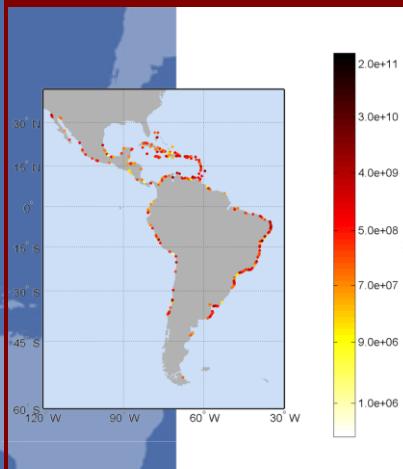 2.0e+11
3.0e+10
4.0e+09
5.0e+08
7.0e+07
9.0e+06
1.0e+06
30° N
15° N
0°
15° S
30° S
45° S
60° S
120° W
90° W
60° W
30° W